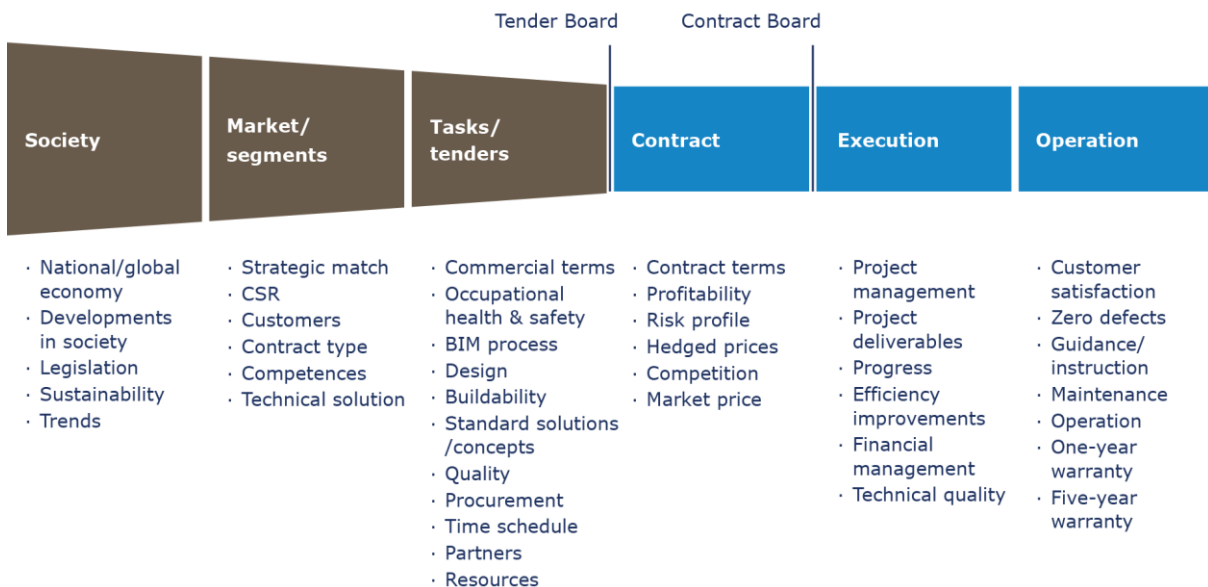 Tender Board
Contract Board
Society
Market/
segments
Tasks/
tenders
Contract
Execution
Operation
· National/global
economy
· Developments
in society
· Legislation
· Sustainability
· Trends
· Strategic match
· CSR
· Customers
· Contract type
· Competences
· Technical solution
· Commercial terms
· Occupational
health & safety
· BIM process
· Design
· Buildability
· Standard solutions
/concepts
· Quality
· Procurement
· Time schedule
· Partners
· Resources
· Contract terms
· Profitability
· Risk profile
· Hedged prices
· Competition
· Market price
· Project
management
· Project
deliverables
· Progress
· Efficiency
improvements
· Financial
management
· Technical quality
· Customer
satisfaction
· Zero defects
· Guidance/
instruction
· Maintenance
· Operation
· One-year
warranty
· Five-year
warranty